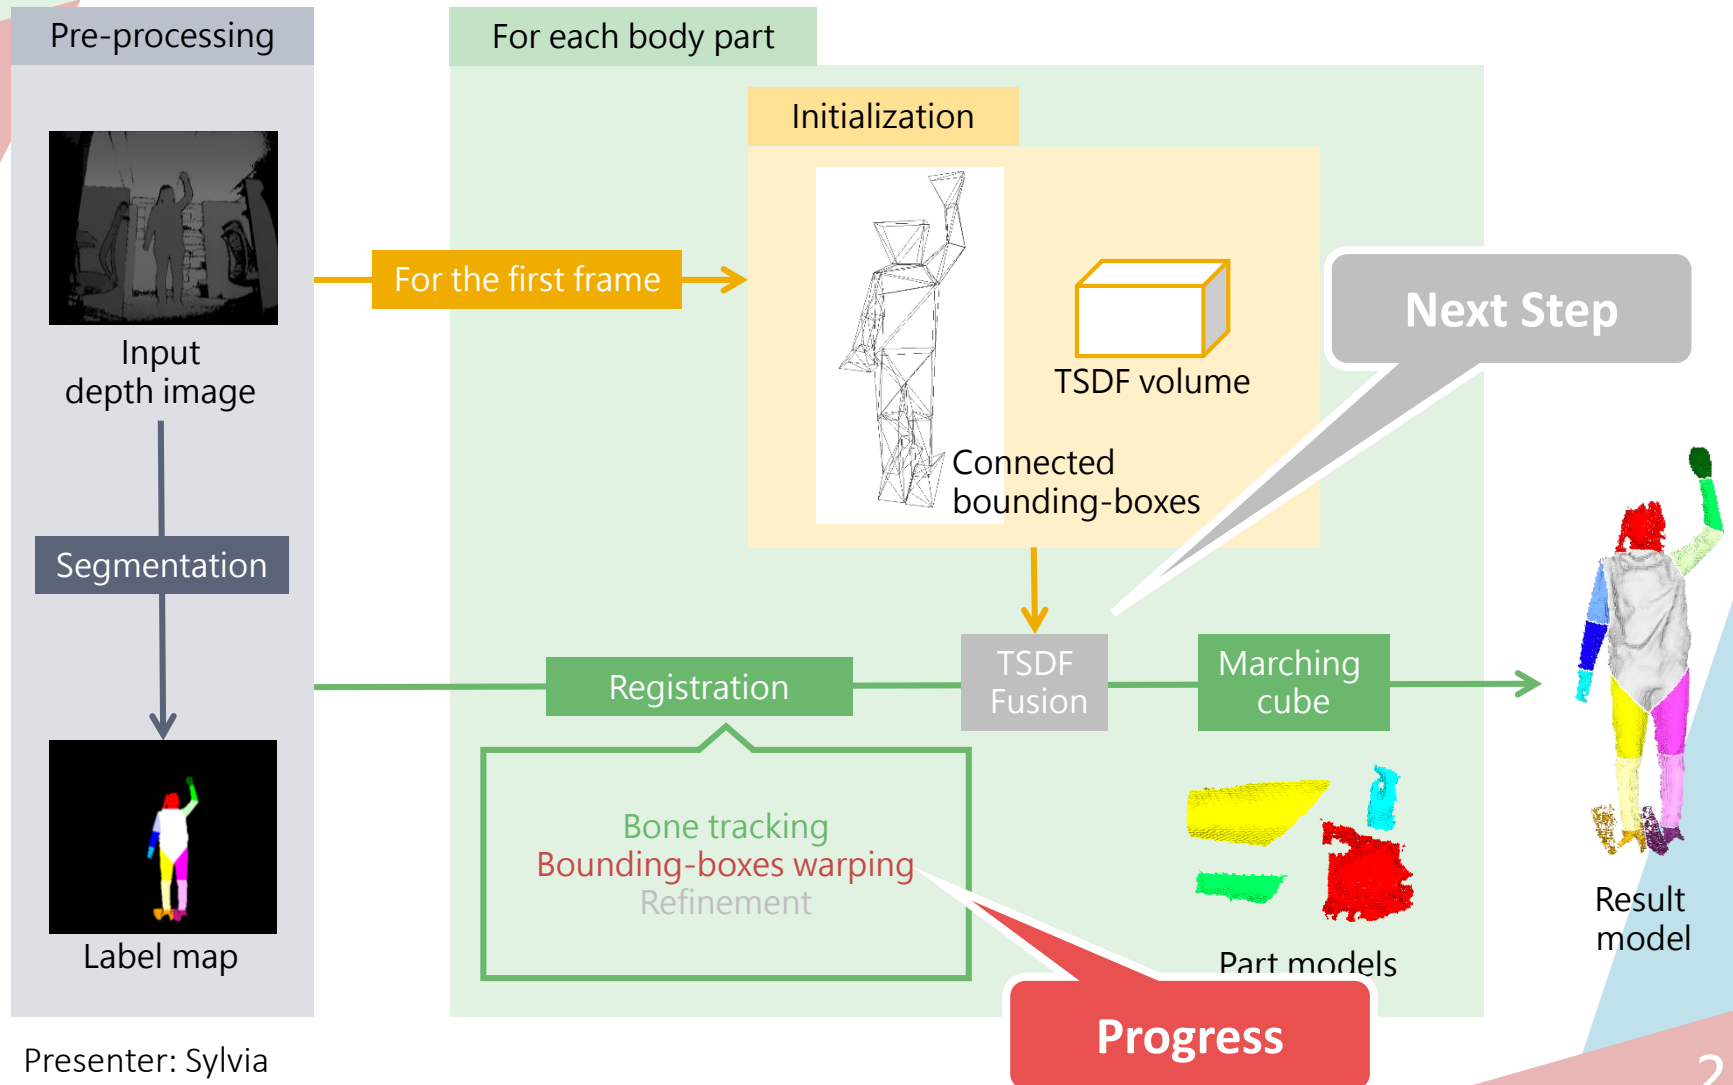 Pre-processing
For each body part
Initialization
For the first frame
Input
depth image
TSDF volume
Next Step
Connected
bounding-boxes
Segmentation
Registration
TSDF
Fusion
Marching
cube
Bone tracking
Bounding-boxes warping
Refinement
Label map
Part models
Result
model
Progress
Presenter: Sylvia
2